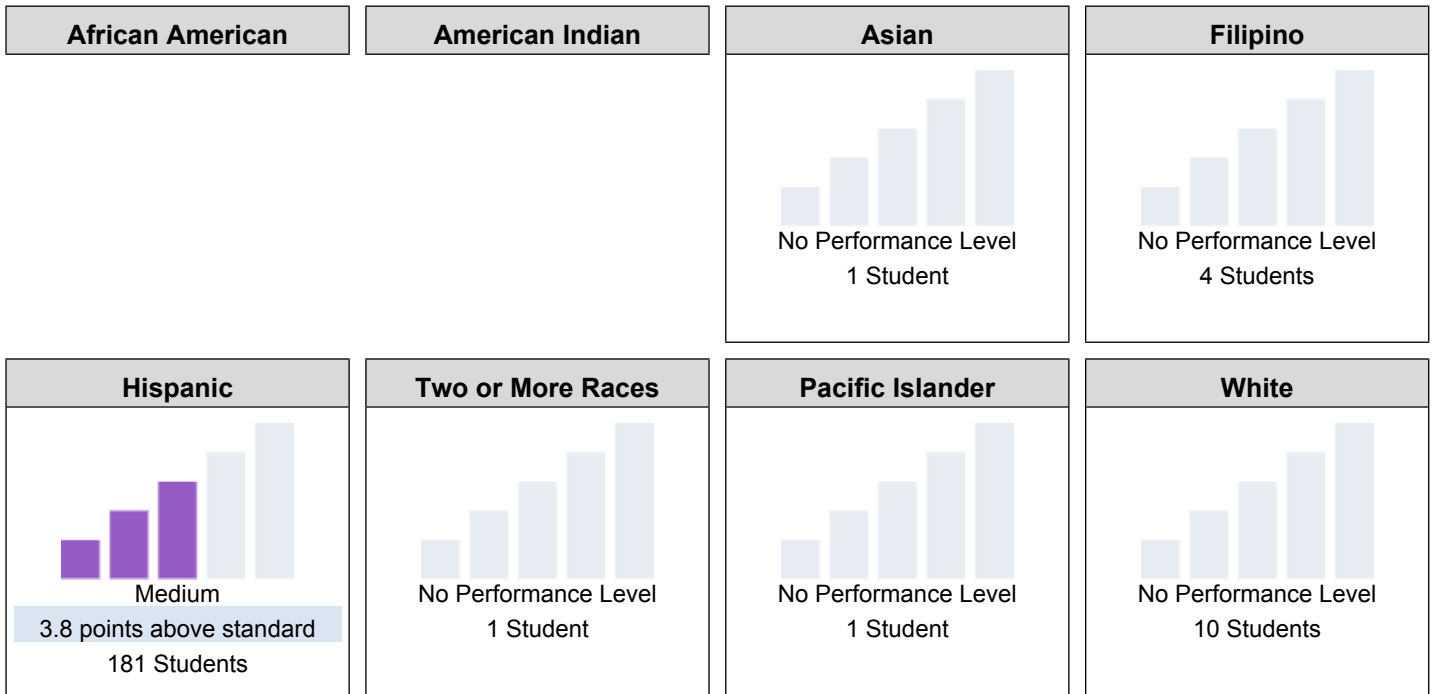 African American
American Indian
Asian
Filipino
No Performance Level
1 Student
No Performance Level
4 Students
Hispanic
Two or More Races
Pacific Islander
White
Medium
3.8 points above standard
181 Students
No Performance Level
1 Student
No Performance Level
1 Student
No Performance Level
10 Students